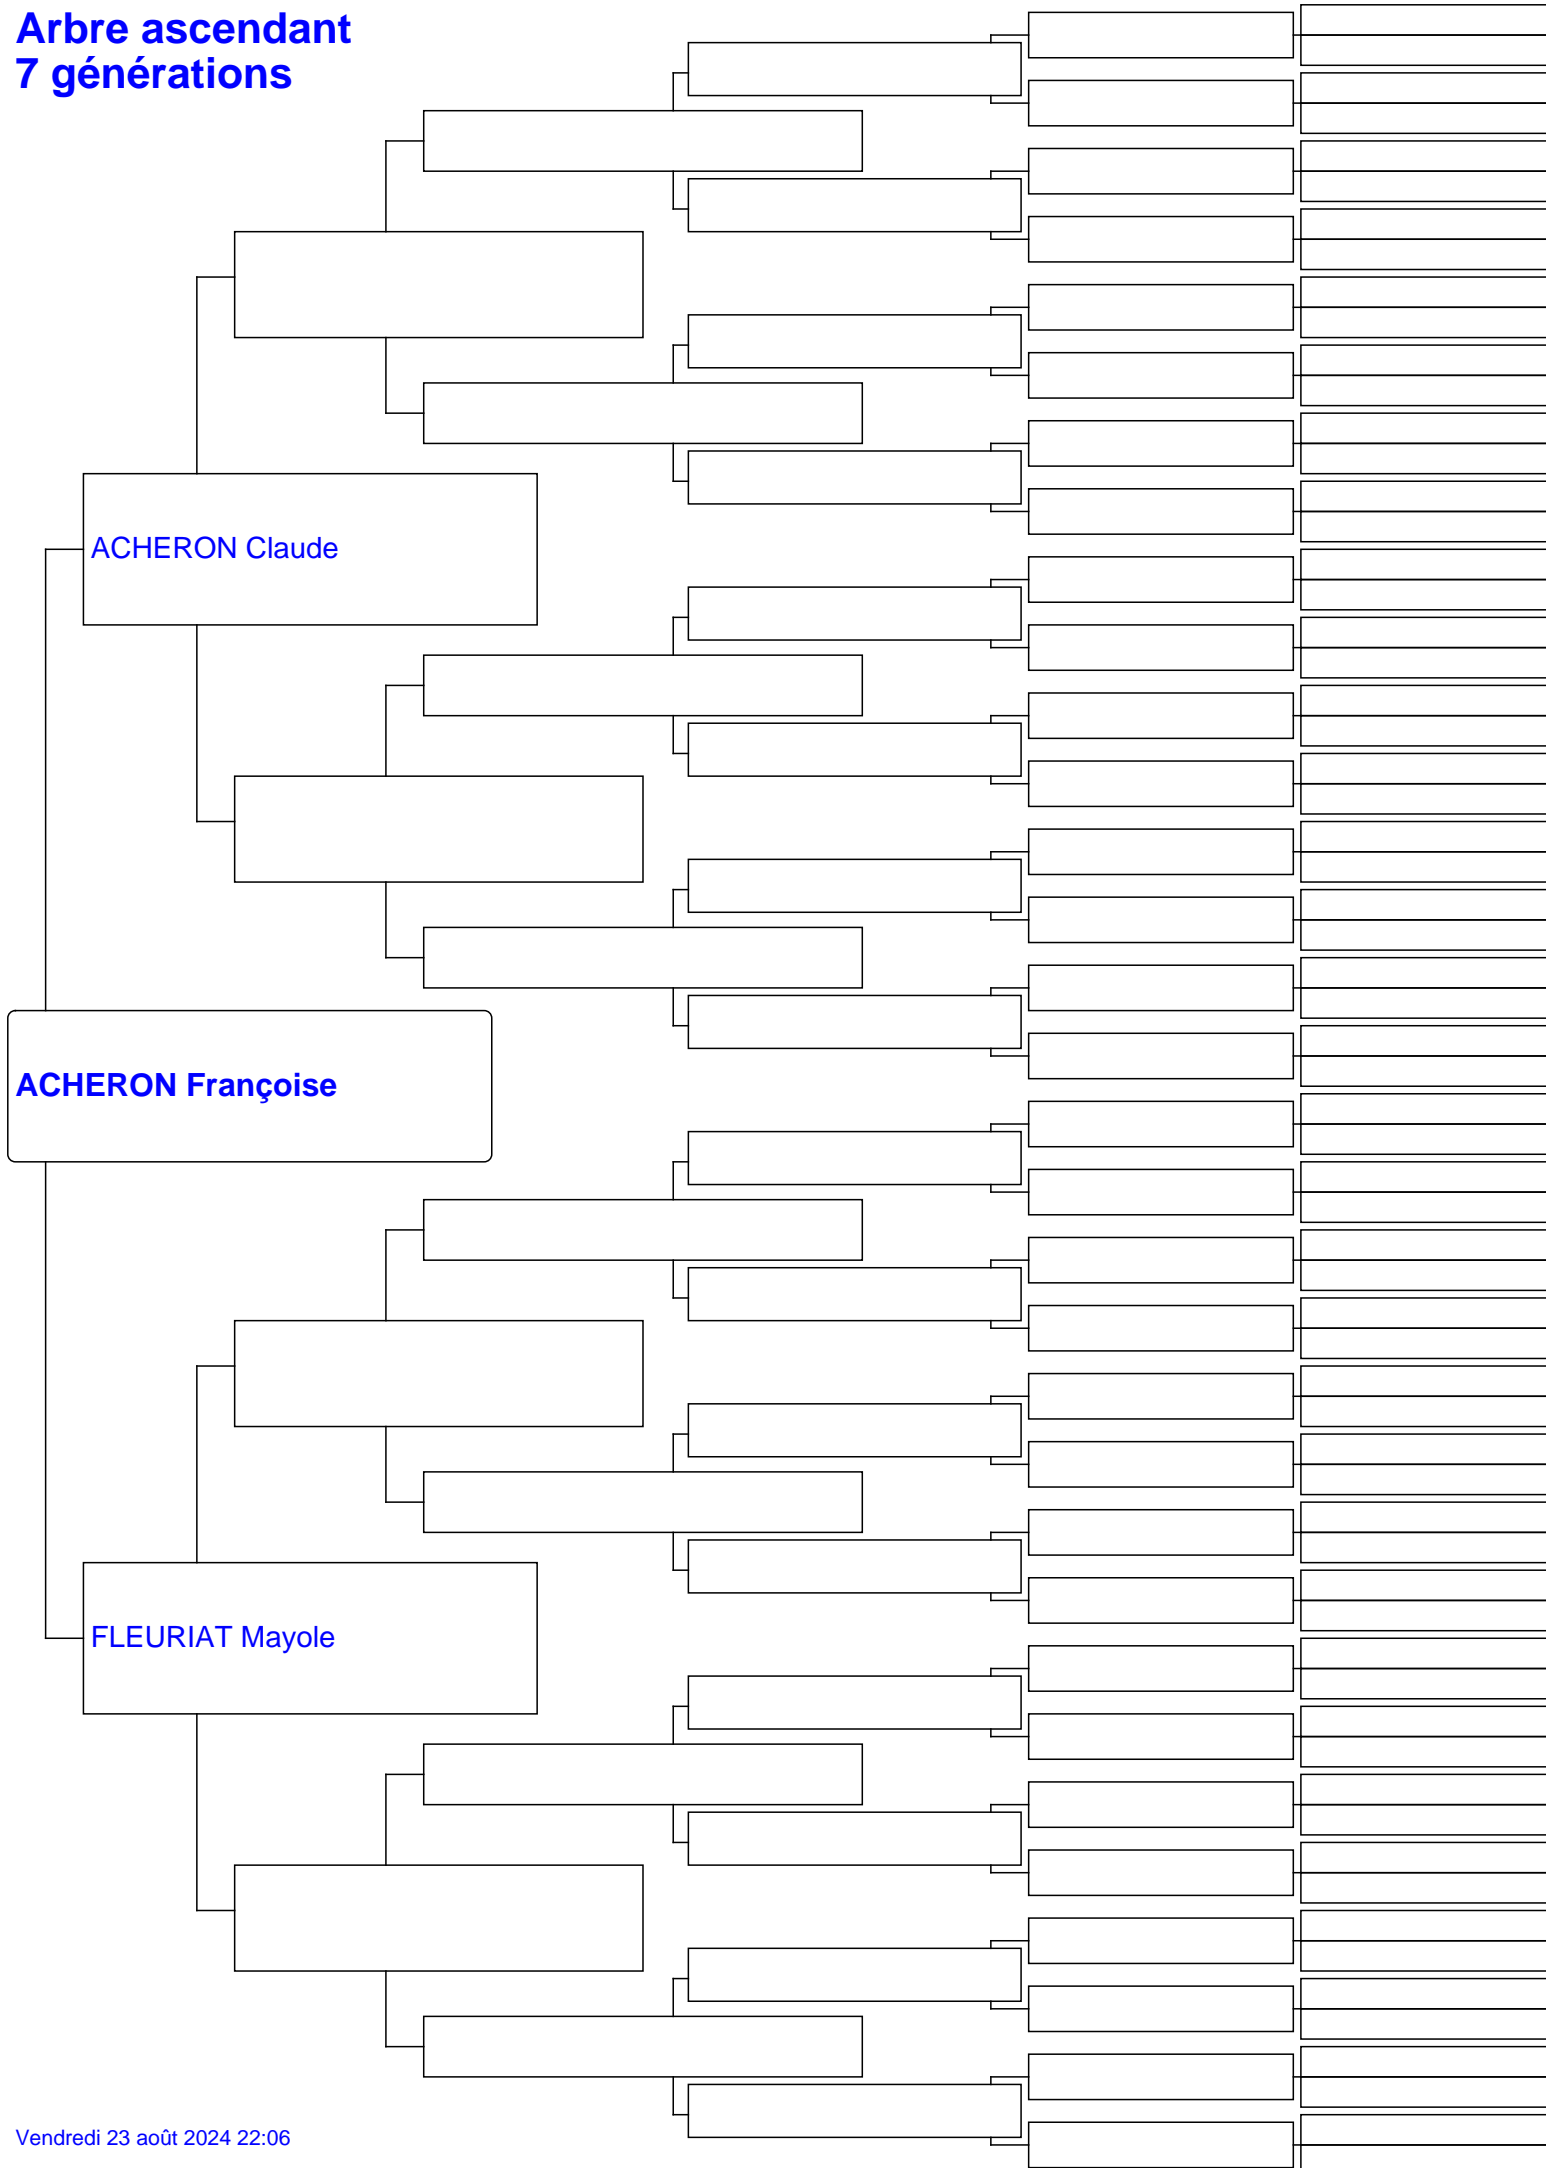 Arbre ascendant
7 générations
ACHERON Claude
ACHERON Françoise
FLEURIAT Mayole
Vendredi 23 août 2024 22:06